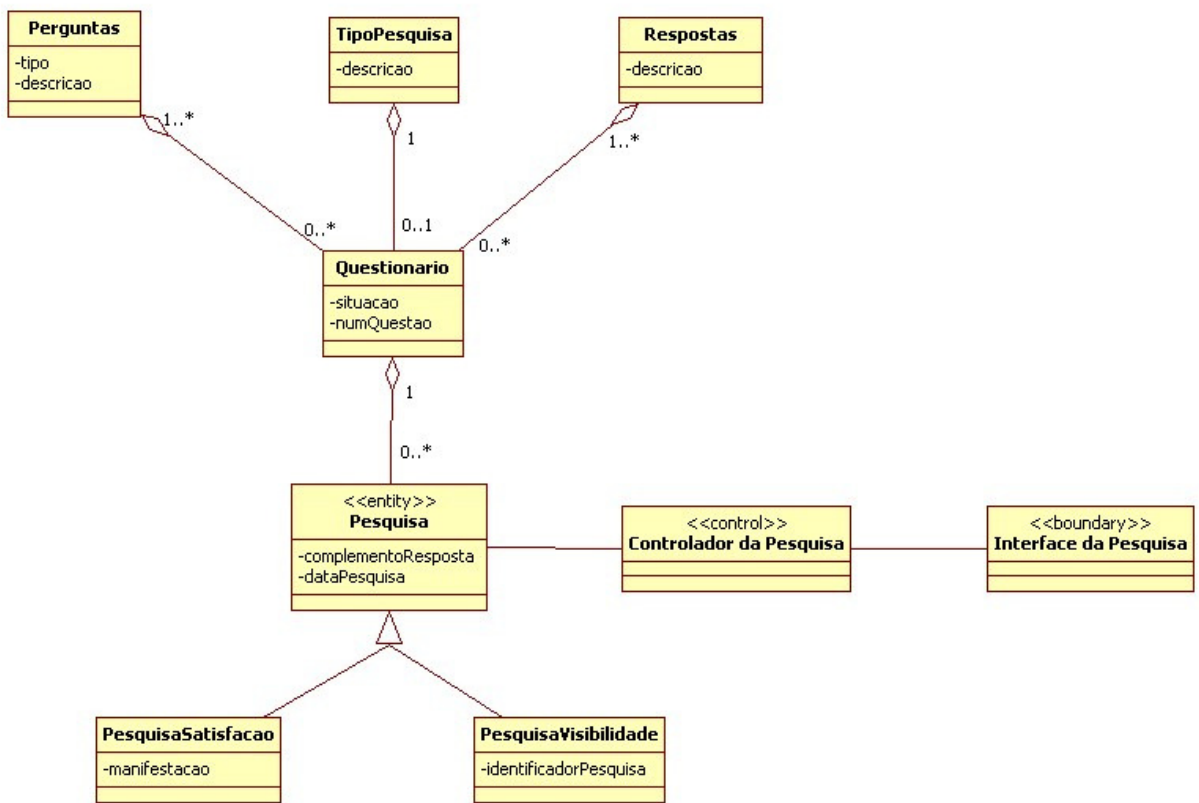 Perguntas
-tipo
-descricao
TipoPesquisa
-descricao
Respostas
-descricao
1..*
1
1..*
0..*
0..1
0..*
Questionario
-situacao
-numQuestao
1
0..*
<<entity>>
Pesquisa
-complementoResposta
-dataPesquisa
<<control>>
Controlador da Pesquisa
<<boundary>>
Interface da Pesquisa
PesquisaSatisfacao
-manifestacao
PesquisaVisibilidade
-identificadorPesquisa